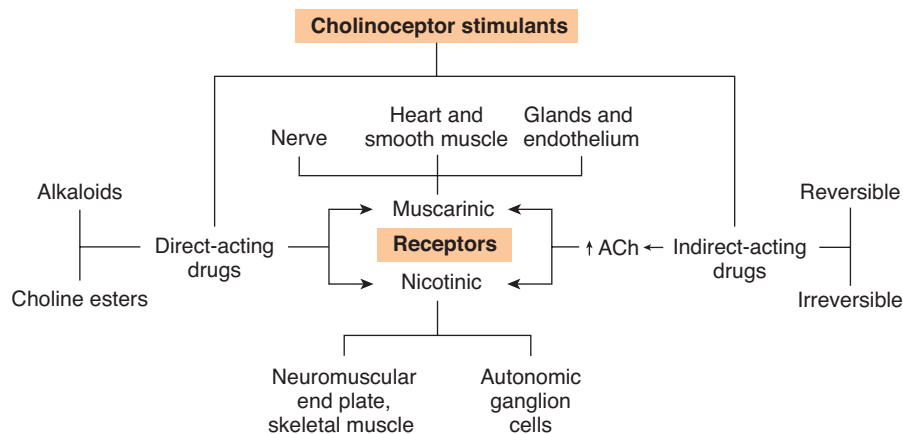 Cholinoceptor stimulants
Nerve
Heart and
smooth muscle
Glands and
endothelium
Alkaloids
Choline esters
Direct-acting
drugs
Muscarinic
Receptors
Nicotinic
↑ ACh
Indirect-acting
drugs
Reversible
Irreversible
Neuromuscular
end plate,
skeletal muscle
Autonomic
ganglion
cells